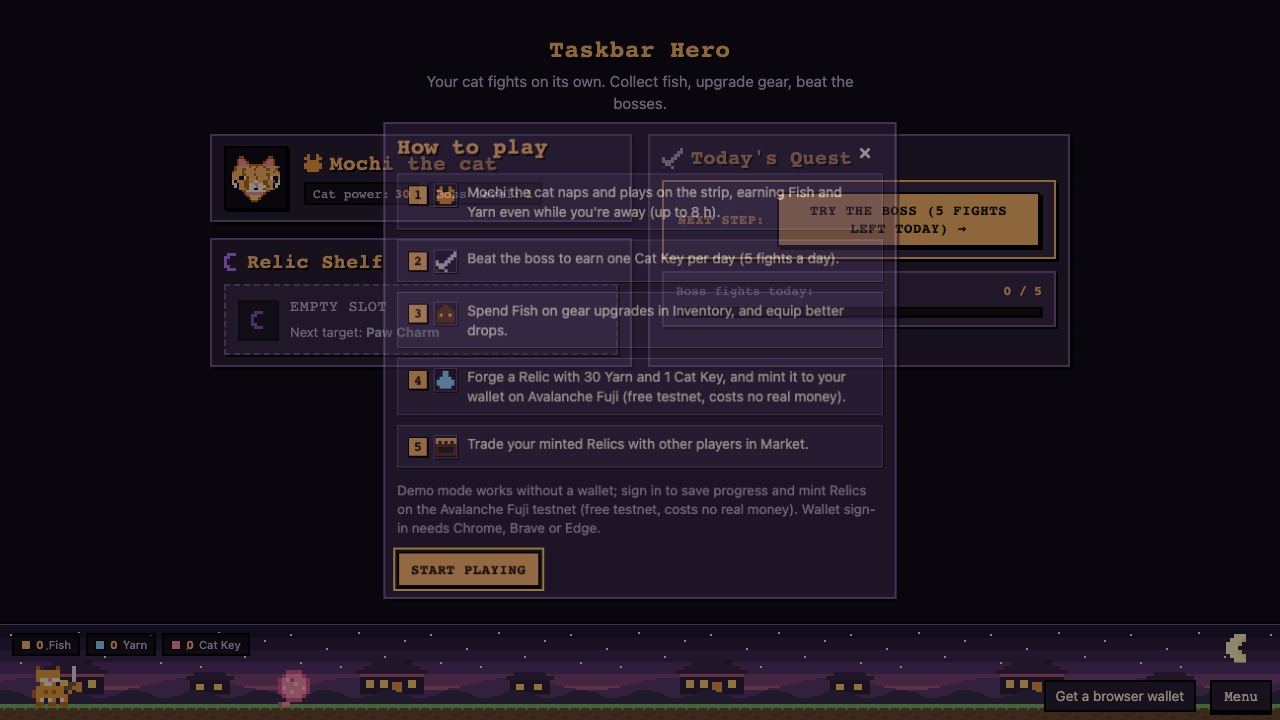 Taskbar Hero
Your cat fights on its own. Collect fish, upgrade gear, beat the
bosses.
How to play
×
1
Mochi the cat naps and plays on the strip, earning Fish and
Yarn even while you're away (up to 8 h).
2
Beat the boss to earn one Cat Key per day (5 fights a day).
3
Spend Fish on gear upgrades in Inventory, and equip better
drops.
4
Forge a Relic with 30 Yarn and 1 Cat Key, and mint it to your
wallet on Avalanche Fuji (free testnet, costs no real money).
5
Trade your minted Relics with other players in Market.
Demo mode works without a wallet; sign in to save progress and mint Relics
on the Avalanche Fuji testnet (free testnet, costs no real money). Wallet sign-
in needs Chrome, Brave or Edge.
START PLAYING
Mochi the cat
Cat power: 30
Boss level: 1
Relic Shelf
EMPTY SLOT
Next target: Paw Charm
Today's Quest
NEXT STEP:
TRY THE BOSS (5 FIGHTS
LEFT TODAY) →
Boss fights today:
0 / 5
0 Fish
0 Yarn
0 Cat Key
Get a browser wallet
Menu